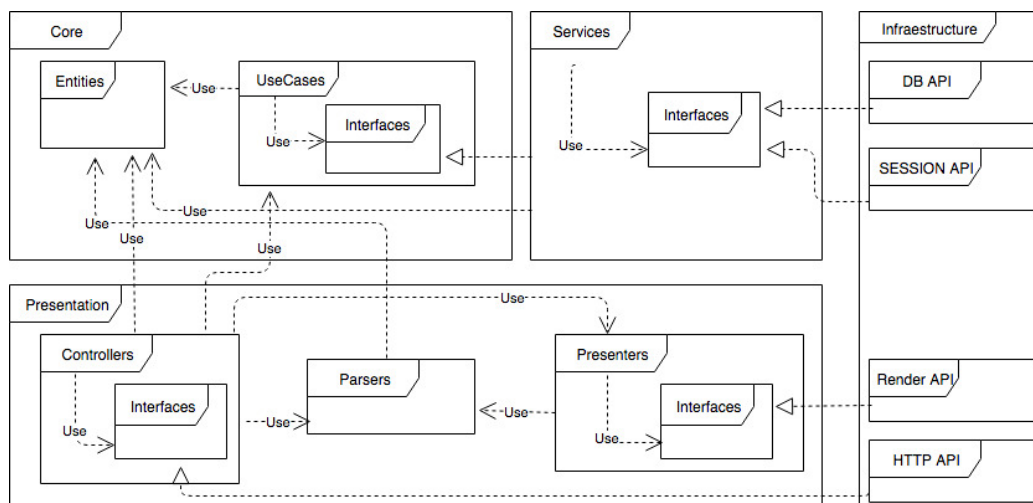 Core
Services
Infraestructure
Entities
UseCases
DB API
Use
Interfaces
Interfaces
Use
Use
SESSION API
Use
Use
Use
Use
Presentation
Use
Controllers
Presenters
Parsers
Render API
Interfaces
Interfaces
Use
Use
Use
Use
HTTP API